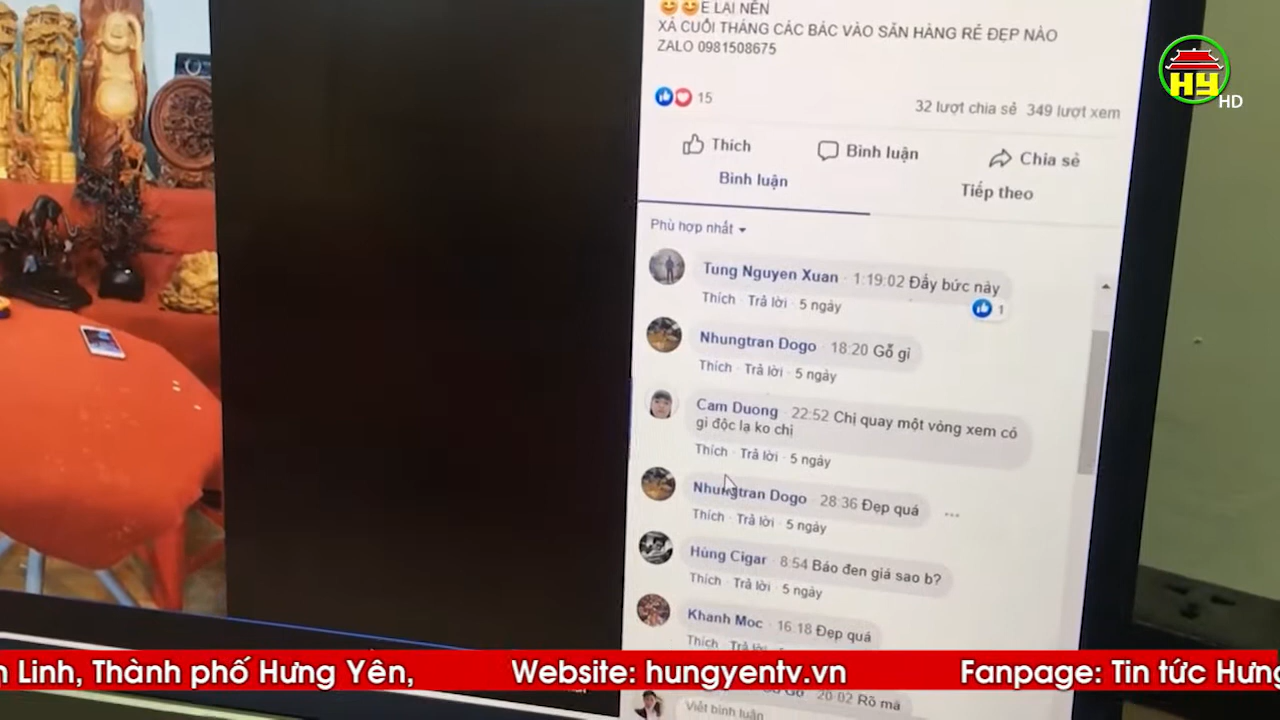 E LẠI NÊN
XẢ CUỐI THÁNG CÁC BÁC VÀO SĂN HÀNG RẺ ĐẸP NÀO
ZALO 0981508675
HY HD
15
32 lượt chia sẻ 349 lượt xem
Thích Bình luận Chia sẻ
Bình luận Tiếp theo
Phù hợp nhất
Tung Nguyen Xuan · 1:19:02 Đẩy bức này
Thích · Trả lời · 5 ngày 1
Nhungtran Dogo · 18:20 Gỗ gì
Thích · Trả lời · 5 ngày
Cam Duong · 22:52 Chị quay một vòng xem có
gì độc lạ ko chị
Thích · Trả lời · 5 ngày
Nhungtran Dogo · 28:36 Đẹp quá
Thích · Trả lời · 5 ngày
Hùng Cigar · 8:54 Báo đen giá sao b?
Thích · Trả lời · 5 ngày
Khanh Moc · 16:18 Đẹp quá
Thích · Trả lời
Linh, Thành phố Hưng Yên, Website: hungyentv.vn Fanpage: Tin tức Hưng
20:02 Rõ mà
Viết bình luận